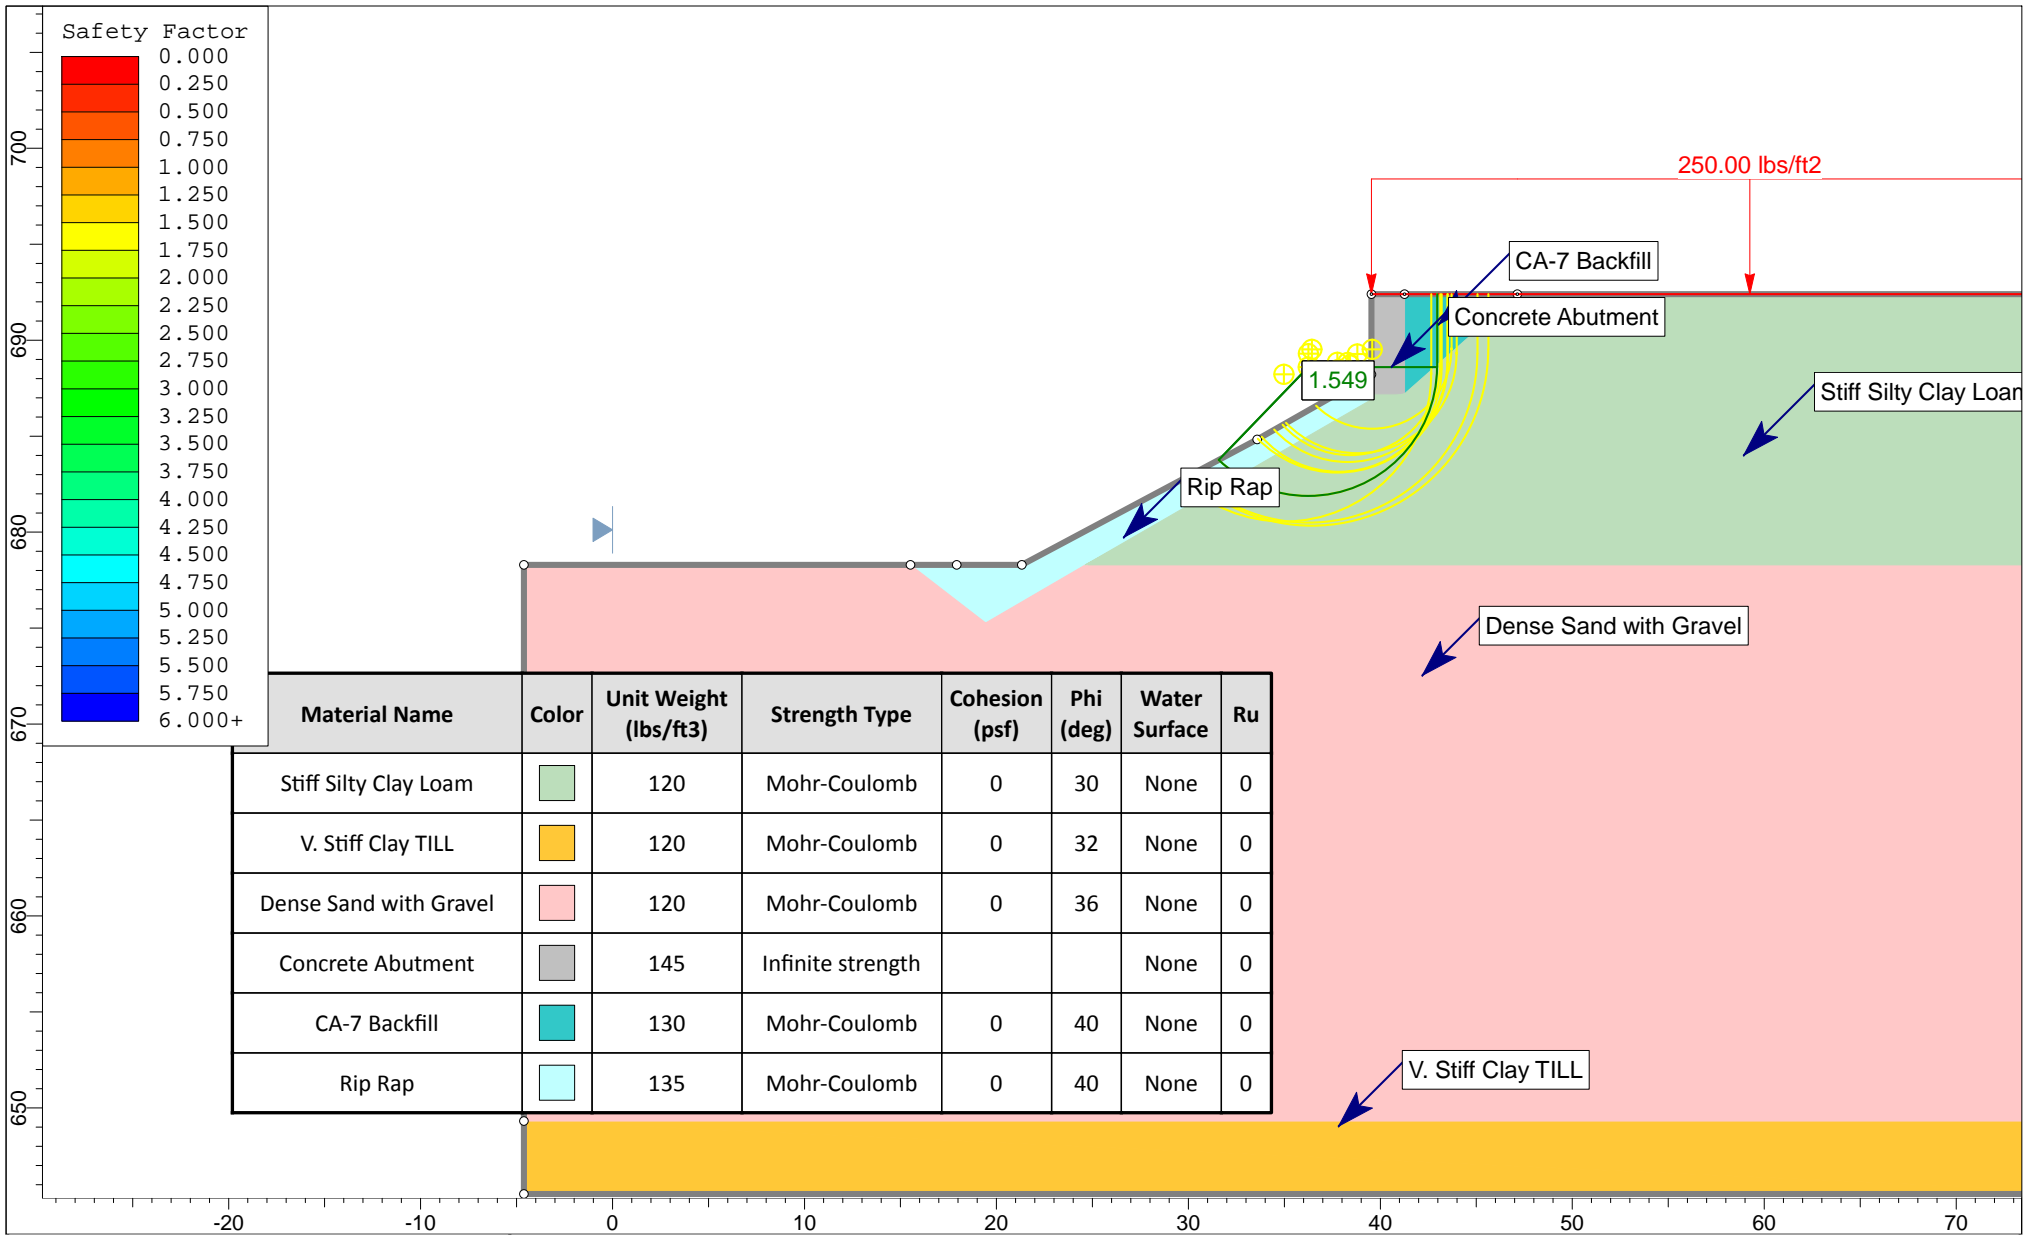 Safety Factor
0.000
0.250
0.500
0.750
1.000
1.250
1.500
1.750
2.000
2.250
2.500
2.750
3.000
3.250
3.500
3.750
4.000
4.250
4.500
4.750
5.000
5.250
5.500
5.750
6.000+
700
690
680
670
660
650
250.00 lbs/ft2
CA-7 Backfill
Concrete Abutment
1.549
Stiff Silty Clay Loam
Rip Rap
Dense Sand with Gravel
V. Stiff Clay TILL
Material Name Color Unit Weight (lbs/ft3) Strength Type Cohesion (psf) Phi (deg) Water Surface Ru
Stiff Silty Clay Loam 120 Mohr-Coulomb 0 30 None 0
V. Stiff Clay TILL 120 Mohr-Coulomb 0 32 None 0
Dense Sand with Gravel 120 Mohr-Coulomb 0 36 None 0
Concrete Abutment 145 Infinite strength None 0
CA-7 Backfill 130 Mohr-Coulomb 0 40 None 0
Rip Rap 135 Mohr-Coulomb 0 40 None 0
-20 -10 0 10 20 30 40 50 60 70